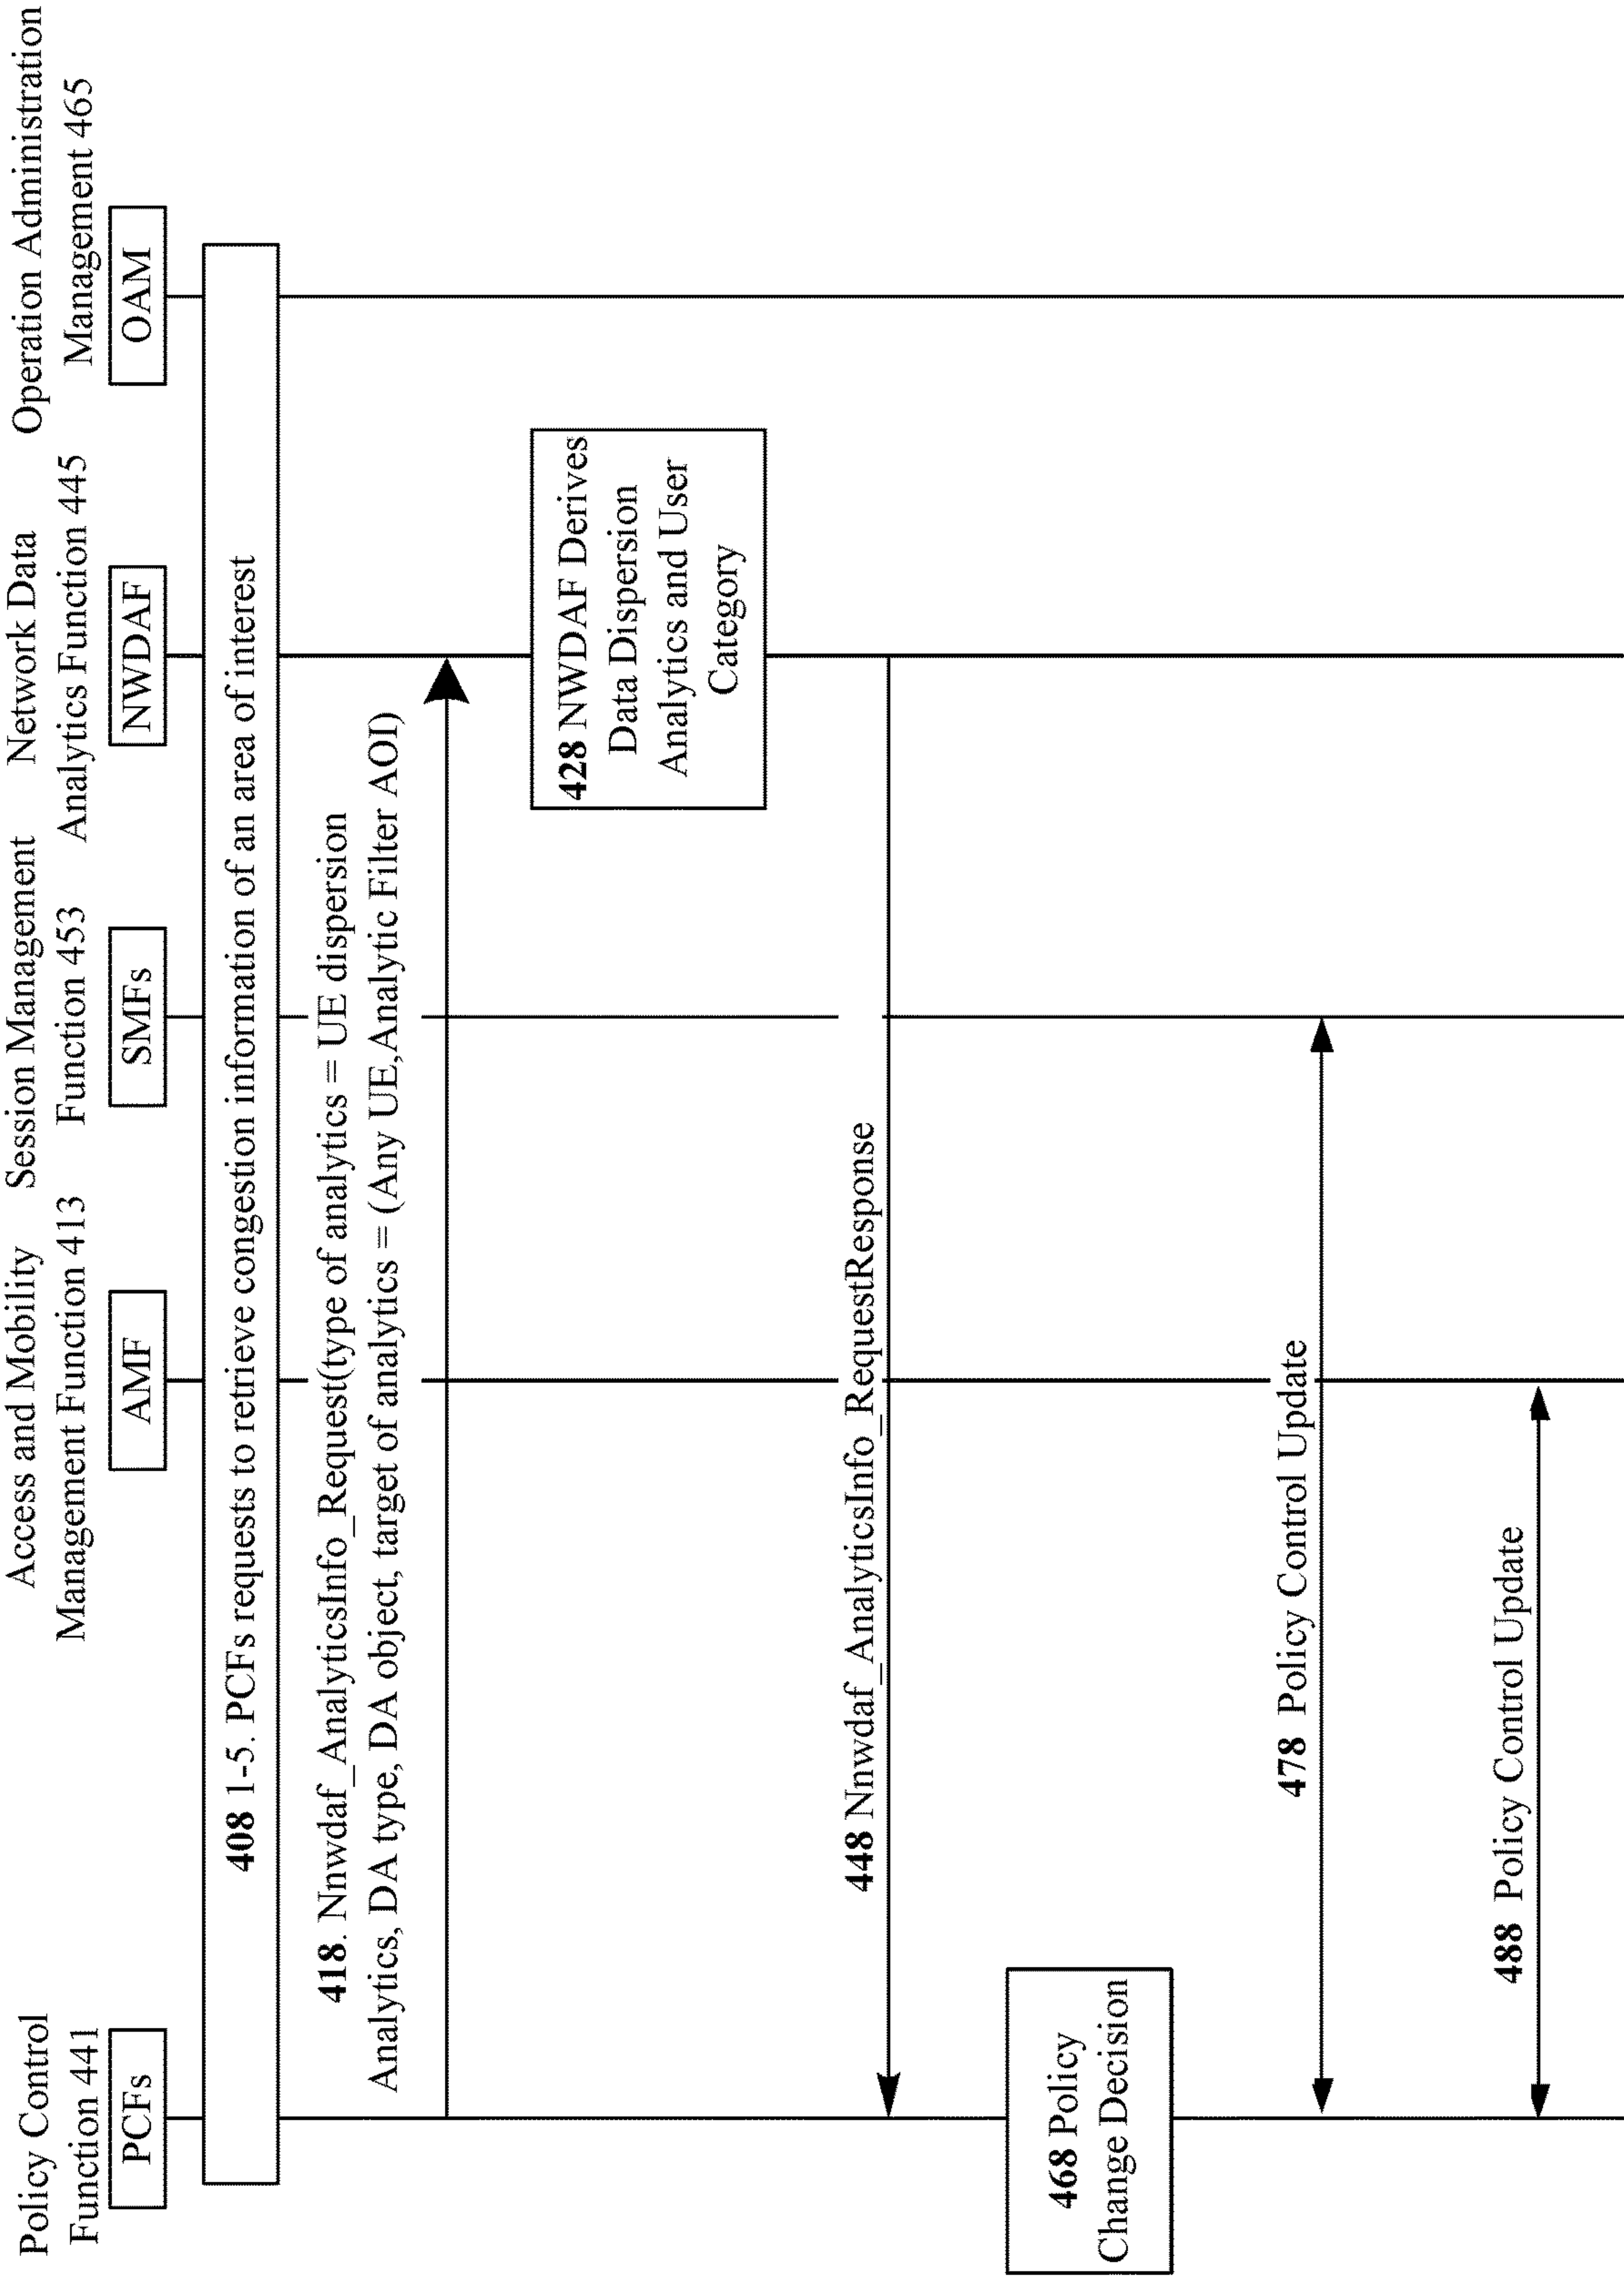 Policy Control
Function 441
PCFs
Access and Mobility
Management Function 413
AMF
Session Management
Function 453
SMFs
Network Data
Analytics Function 445
NWDAF
Operation Administration
Management 465
OAM
408 1-5. PCFs requests to retrieve congestion information of an area of interest
418. Nnwdaf_AnalyticsInfo_Request(type of analytics = UE dispersion
Analytics, DA type, DA object, target of analytics = (Any UE,Analytic Filter AOI)
428 NWDAF Derives
Data Dispersion
Analytics and User
Category
448 Nnwdaf_AnalyticsInfo_RequestResponse
468 Policy
Change Decision
478 Policy Control Update
488 Policy Control Update